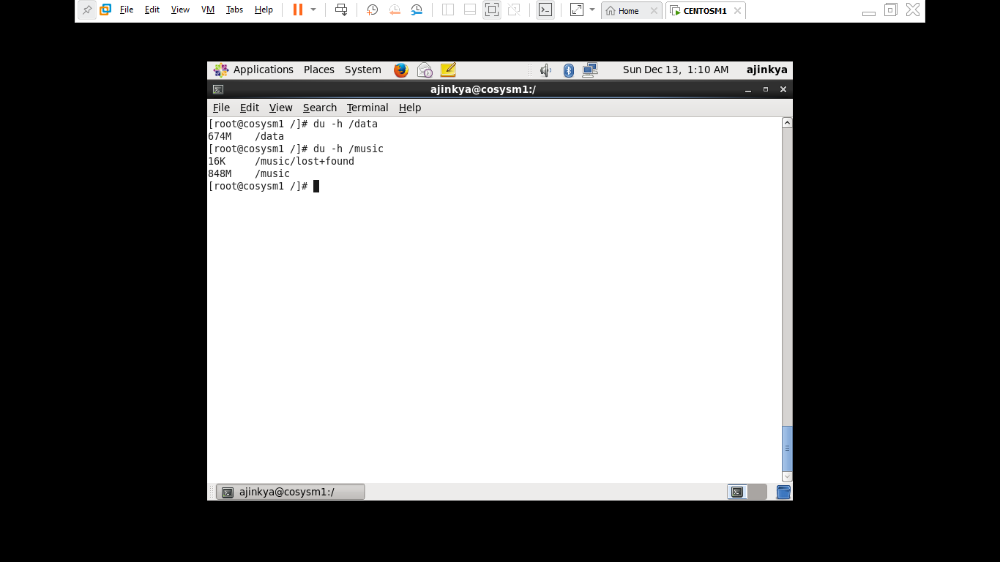 File Edit View VM Tabs Help Home CENTOSM1
Applications Places System Sun Dec 13, 1:10 AM ajinkya
ajinkya@cosysm1:/
File Edit View Search Terminal Help
[root@cosysm1 /]# du -h /data
674M /data
[root@cosysm1 /]# du -h /music
16K /music/lost+found
848M /music
[root@cosysm1 /]#
ajinkya@cosysm1:/